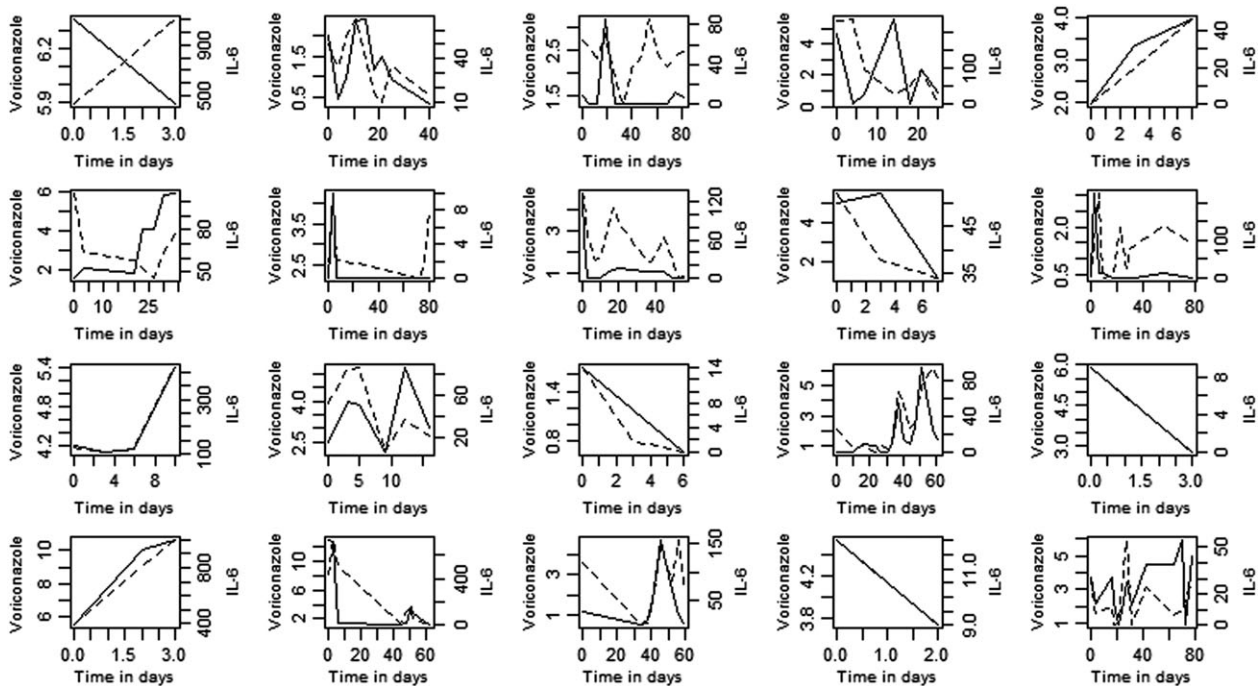 Voriconazole
5.9 6.2
0.0 1.5 3.0
Time in days
500 900
IL-6
Voriconazole
0.5 1.5
0 20 40
Time in days
10 40
IL-6
Voriconazole
1.5 2.5
0 40 80
Time in days
0 40 80
IL-6
Voriconazole
0 2 4
0 10 20
Time in days
0 100
IL-6
Voriconazole
2.0 3.0 4.0
0 2 4 6
Time in days
0 20 40
IL-6
Voriconazole
2 4 6
0 10 25
Time in days
50 80
IL-6
Voriconazole
2.5 3.5
0 20 40 60 80
Time in days
0 2 4 8 10
IL-6
Voriconazole
1 3
0 20 40
Time in days
0 60 120
IL-6
Voriconazole
2 4
0 2 4 6
Time in days
35 45
IL-6
Voriconazole
0.5 2.0
0 40 80
Time in days
0 100
IL-6
Voriconazole
4.2 4.8 5.4
0 4 8
Time in days
100 300
IL-6
Voriconazole
2.5 4.0
0 5 10
Time in days
20 60
IL-6
Voriconazole
0.8 1.4
0 2 4 6
Time in days
0 4 8 14
IL-6
Voriconazole
1 3 5
0 20 40 60
Time in days
0 40 80
IL-6
Voriconazole
3.0 4.5 6.0
0.0 1.5 3.0
Time in days
0 4 8
IL-6
Voriconazole
6 8 10
0.0 1.5 3.0
Time in days
400 800
IL-6
Voriconazole
2 6 10
0 20 40 60
Time in days
0 400
IL-6
Voriconazole
1 3
0 20 40 60
Time in days
50 150
IL-6
Voriconazole
3.8 4.2
0.0 1.0 2.0
Time in days
9.0 11.0
IL-6
Voriconazole
1 3 5
0 40 80
Time in days
0 20 50
IL-6